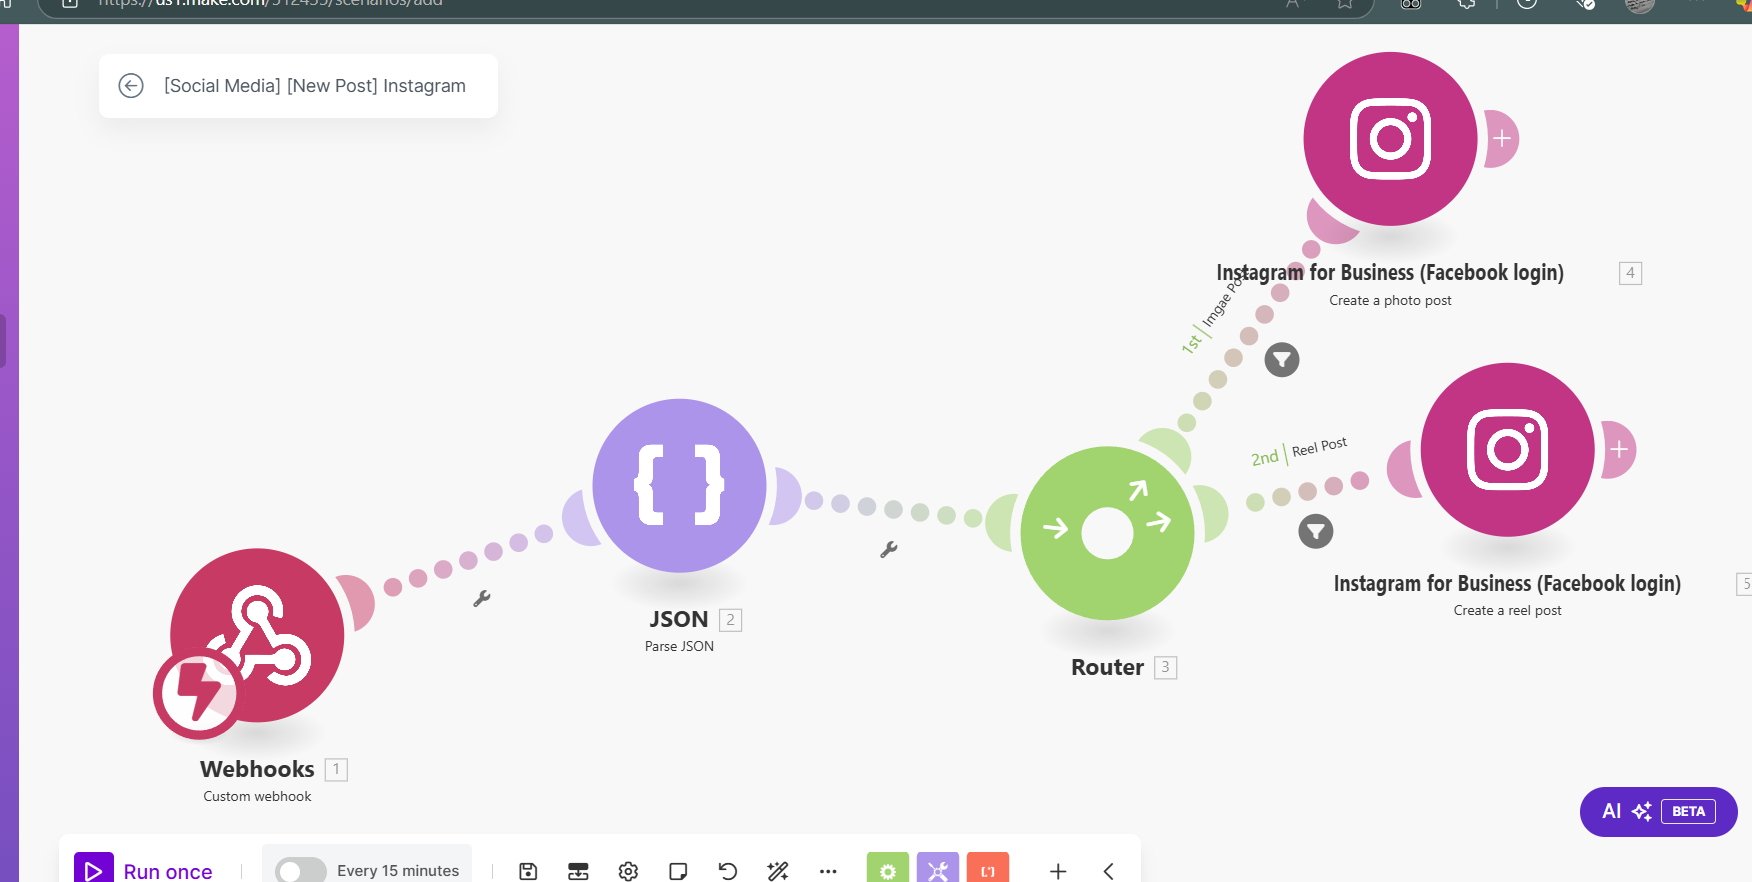 https://us1.make.com/512455/scenarios/add
[Social Media] [New Post] Instagram
Instagram for Business (Facebook login) 4
Create a photo post
1st | Imgae Post
2nd | Reel Post
Instagram for Business (Facebook login) 5
Create a reel post
JSON 2
Parse JSON
Router 3
Webhooks 1
Custom webhook
AI BETA
Run once
Every 15 minutes